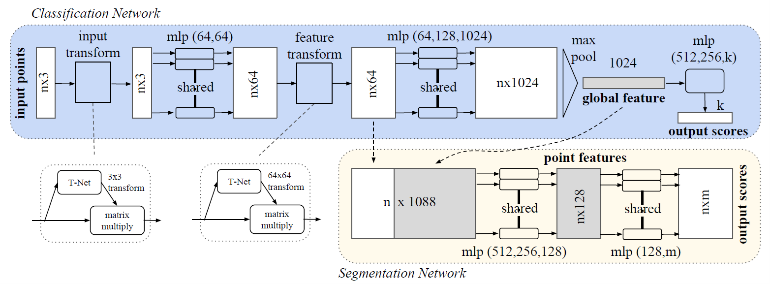 Classification Network
input points
nx3
input
transform
nx3
mlp (64,64)
shared
nx64
feature
transform
nx64
mlp (64,128,1024)
shared
nx1024
max
pool
1024
global feature
mlp
(512,256,k)
k
output scores
T-Net
3x3
transform
matrix
multiply
T-Net
64x64
transform
matrix
multiply
point features
n x 1088
shared
mlp (512,256,128)
nx128
shared
mlp (128,m)
nxm
output scores
Segmentation Network